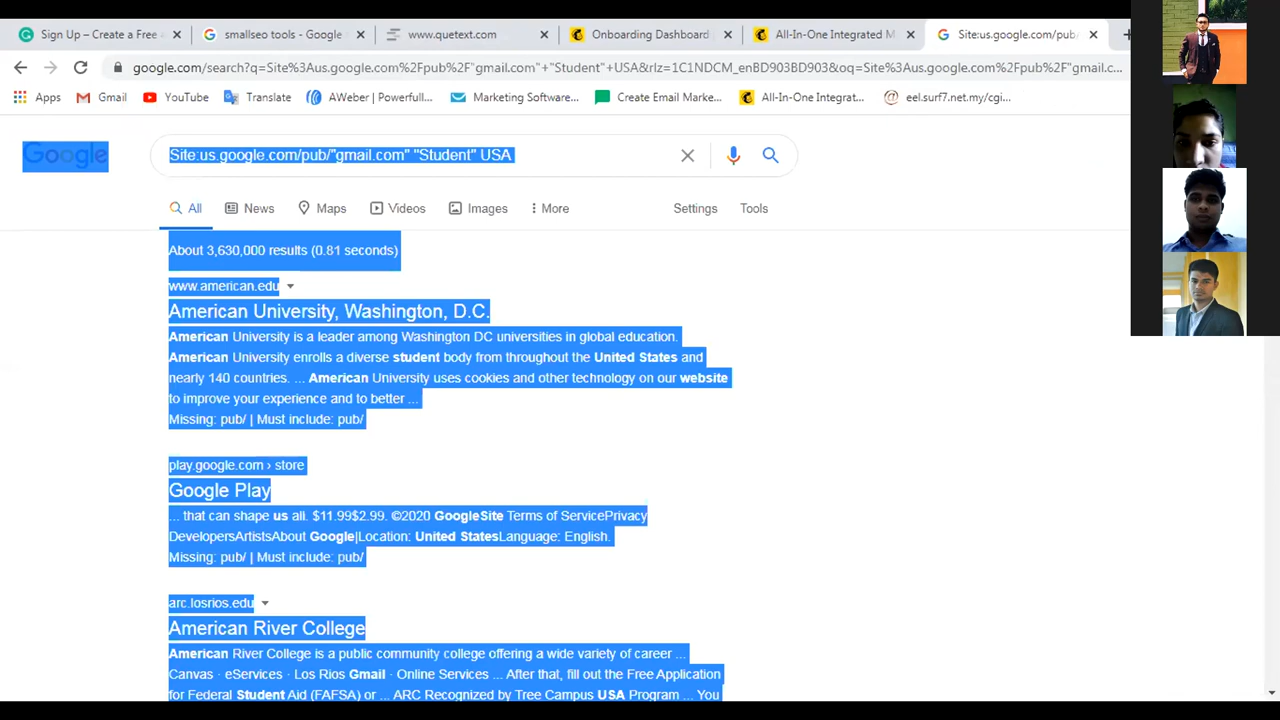 Sign Up – Create a Free
smallseo tools - Google
www.quetext.com
Onboarding Dashboard
All-In-One Integrated M
Site:us.google.com/pub/
google.com/search?q=Site%3Aus.google.com%2Fpub%2F"gmail.com"+"Student"+USA&rlz=1C1NDCM_enBD903BD903&oq=Site%3Aus.google.com%2Fpub%2F"gmail.c...
Apps
Gmail
YouTube
Translate
AWeber | Powerfull...
Marketing Software...
Create Email Marke...
All-In-One Integrat...
eel.surf7.net.my/cgi...
Google
Site:us.google.com/pub/"gmail.com" "Student" USA
All
News
Maps
Videos
Images
More
Settings
Tools
About 3,630,000 results (0.81 seconds)
www.american.edu
American University, Washington, D.C.
American University is a leader among Washington DC universities in global education.
American University enrolls a diverse student body from throughout the United States and
nearly 140 countries. ... American University uses cookies and other technology on our website
to improve your experience and to better ...
Missing: pub/ | Must include: pub/
play.google.com › store
Google Play
... that can shape us all. $11.99$2.99. ©2020 GoogleSite Terms of ServicePrivacy
DevelopersArtistsAbout Google|Location: United StatesLanguage: English.
Missing: pub/ | Must include: pub/
arc.losrios.edu
American River College
American River College is a public community college offering a wide variety of career ...
Canvas · eServices · Los Rios Gmail · Online Services ... After that, fill out the Free Application
for Federal Student Aid (FAFSA) or ... ARC Recognized by Tree Campus USA Program ... You